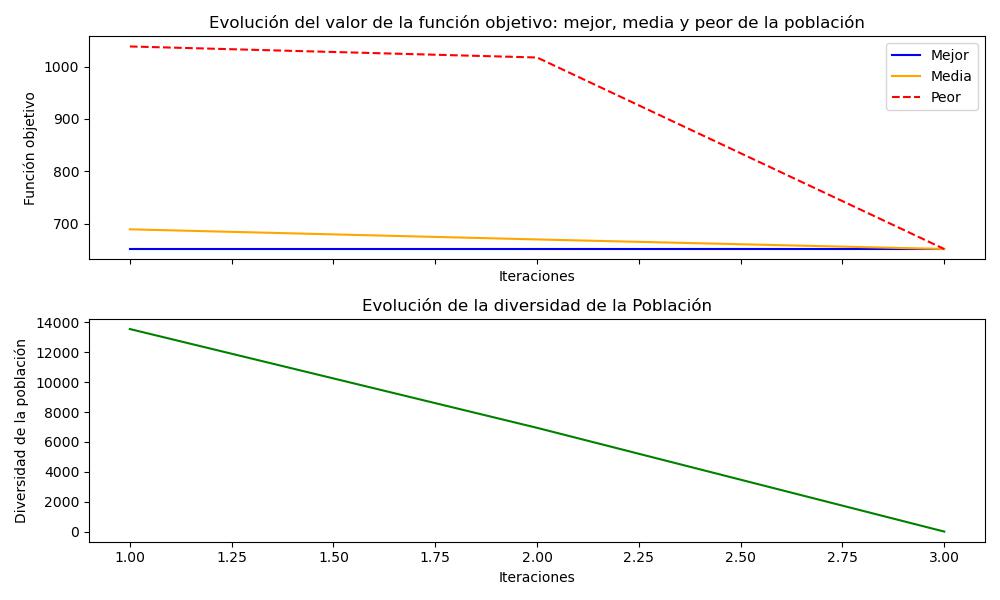 Evolución del valor de la función objetivo: mejor, media y peor de la población
1000
900
800
700
Función objetivo
Mejor
Media
Peor
Iteraciones
Evolución de la diversidad de la Población
14000
12000
10000
8000
6000
4000
2000
0
Diversidad de la población
1.00 1.25 1.50 1.75 2.00 2.25 2.50 2.75 3.00
Iteraciones